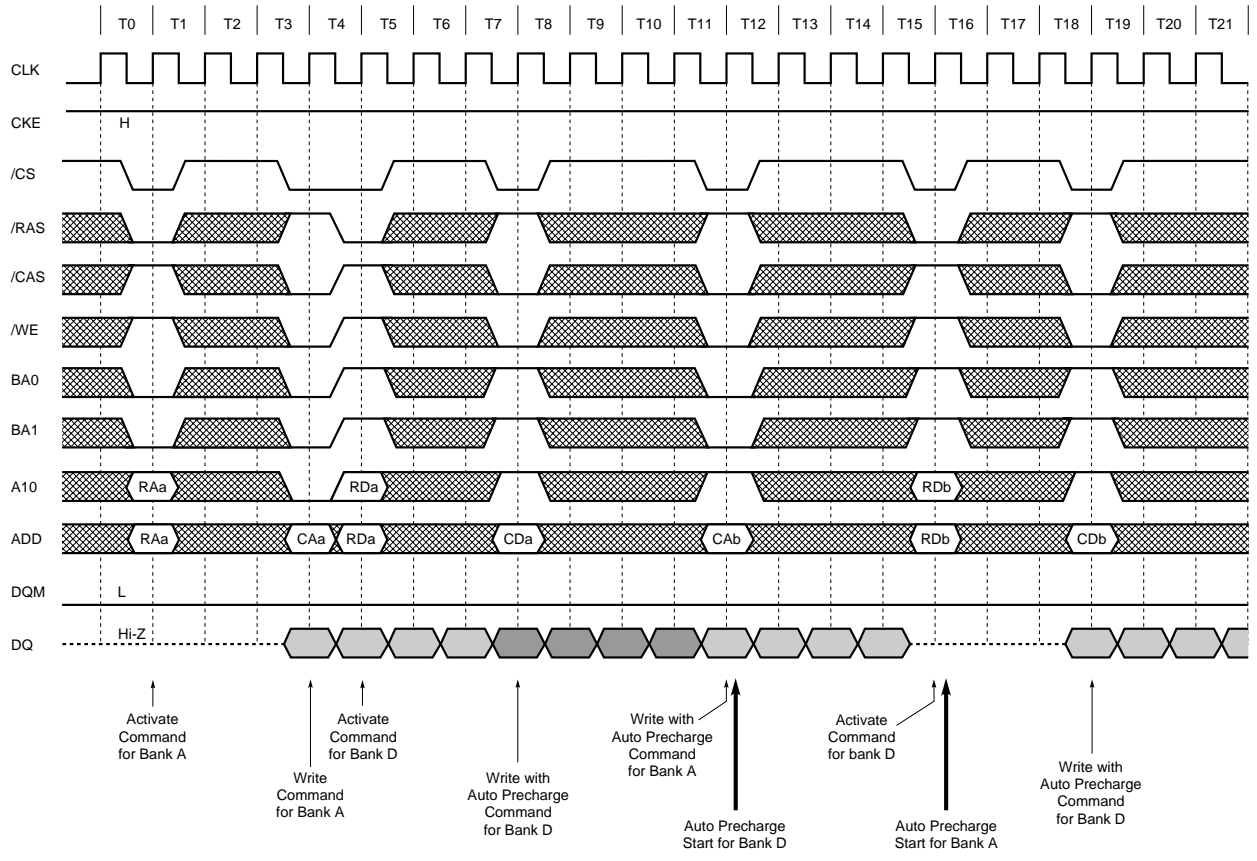 T0 T1 T2 T3 T4 T5 T6 T7 T8 T9 T10 T11 T12 T13 T14 T15 T16 T17 T18 T19 T20 T21
CLK
CKE
H
/CS
/RAS
/CAS
/WE
BA0
BA1
A10
RAa RDa RDb
ADD
RAa CAa RDa CDa CAb RDb CDb
DQM
L
DQ
Hi-Z
Activate
Command
for Bank A
Write
Command
for Bank A
Activate
Command
for Bank D
Write with
Auto Precharge
Command
for Bank D
Write with
Auto Precharge
Command
for Bank A
Auto Precharge
Start for Bank D
Activate
Command
for bank D
Auto Precharge
Start for Bank A
Write with
Auto Precharge
Command
for Bank D